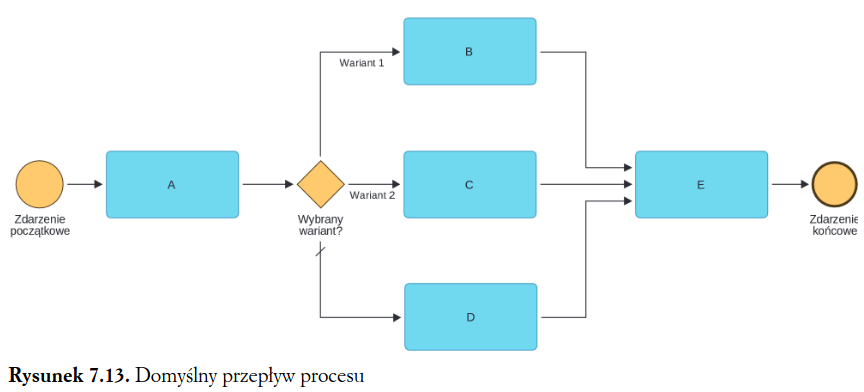 B
Wariant 1
A
C
E
Wariant 2
Zdarzenie
początkowe
Wybrany
wariant?
Zdarzenie
końcowe
D
Rysunek 7.13. Domyślny przepływ procesu